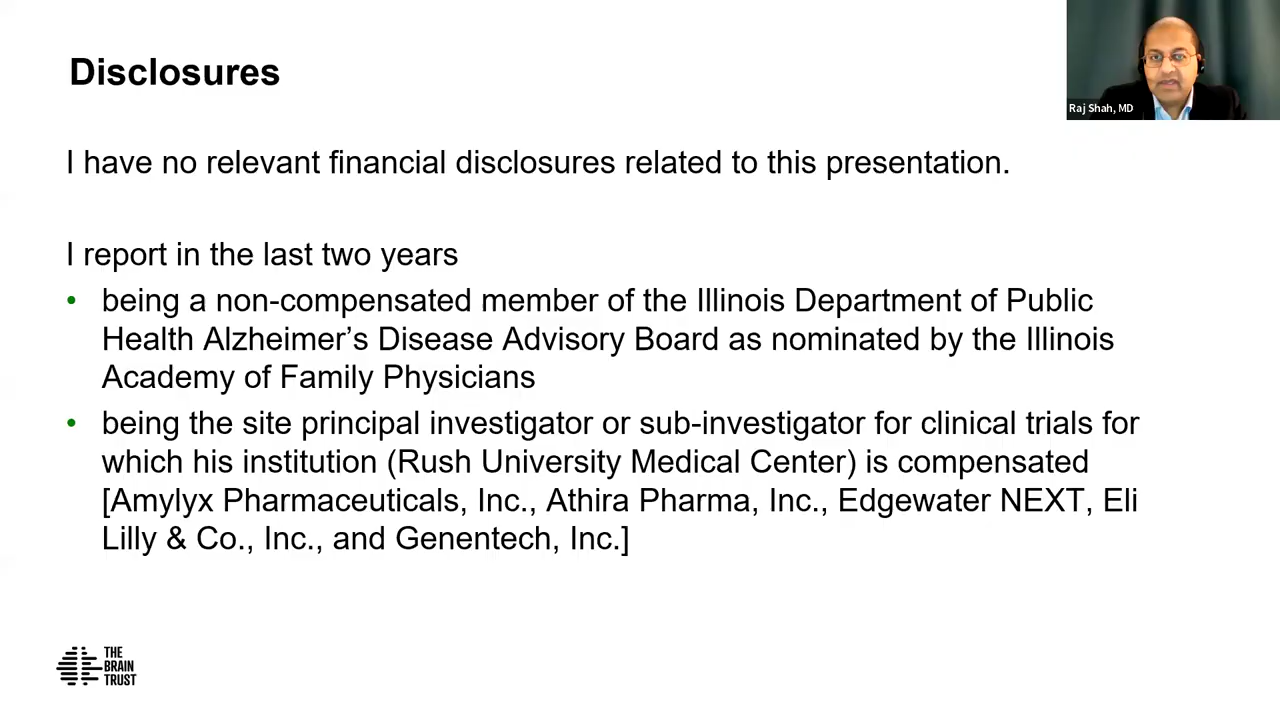 Disclosures
Raj Shah, MD
I have no relevant financial disclosures related to this presentation.
I report in the last two years
• being a non-compensated member of the Illinois Department of Public
Health Alzheimer’s Disease Advisory Board as nominated by the Illinois
Academy of Family Physicians
• being the site principal investigator or sub-investigator for clinical trials for
which his institution (Rush University Medical Center) is compensated
[Amylyx Pharmaceuticals, Inc., Athira Pharma, Inc., Edgewater NEXT, Eli
Lilly & Co., Inc., and Genentech, Inc.]
THE
BRAIN
TRUST